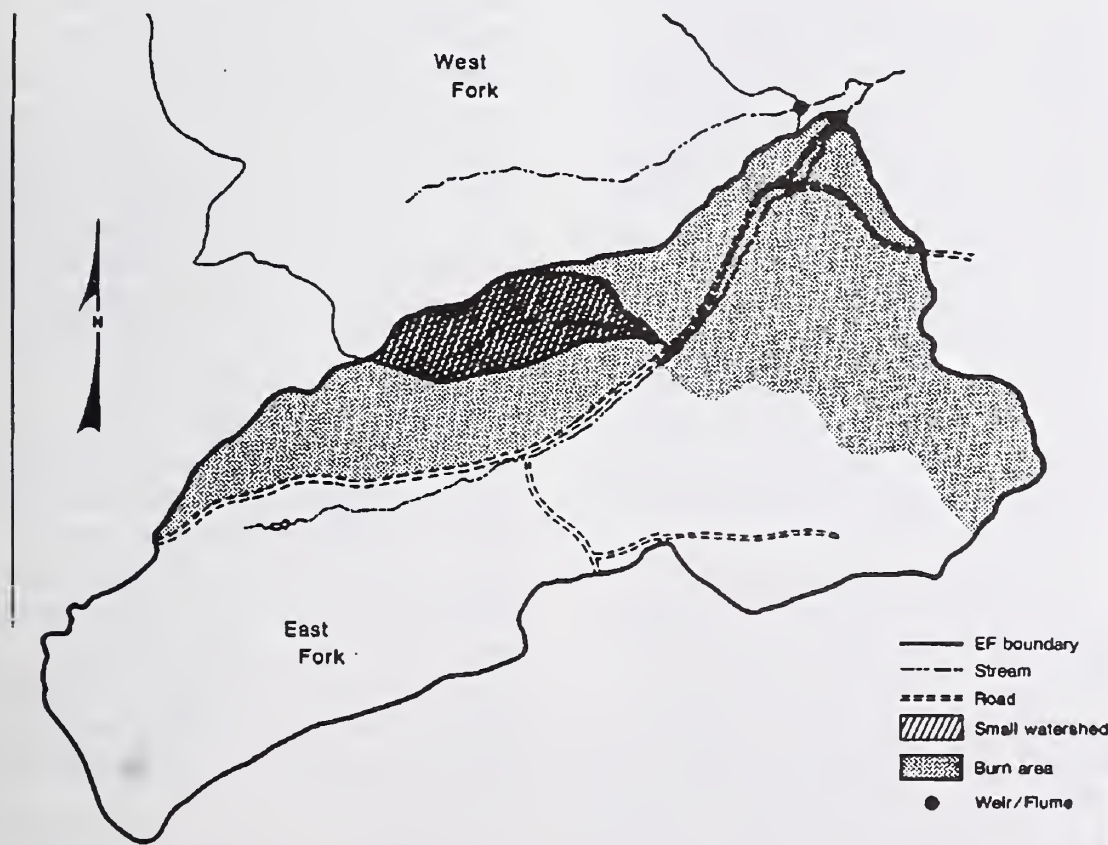 West
Fork
N
East
Fork
EF boundary
Stream
Road
Small watershed
Burn area
Weir/Flume